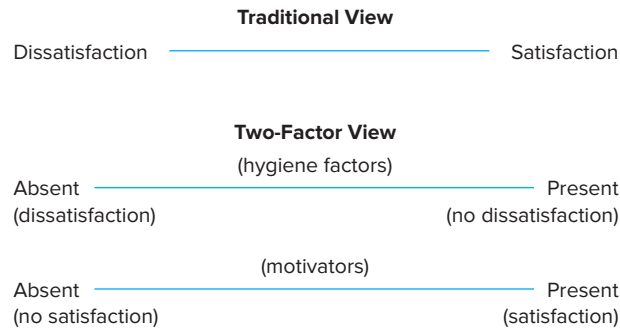 Traditional View
Dissatisfaction Satisfaction
Two-Factor View
(hygiene factors)
Absent Present
(dissatisfaction) (no dissatisfaction)
(motivators)
Absent Present
(no satisfaction) (satisfaction)